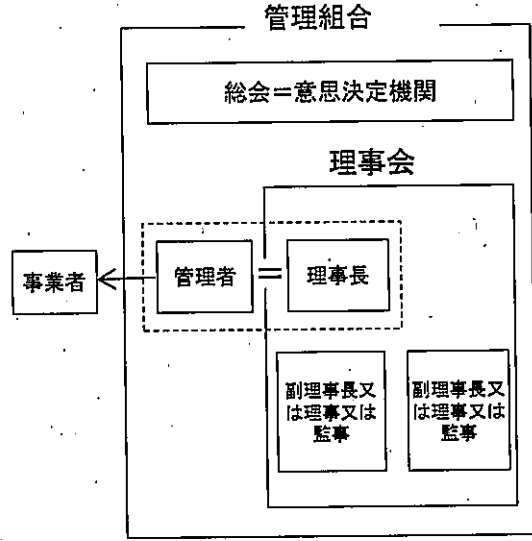 管理組合
総会＝意思決定機関
理事会
事業者
管理者
＝
理事長
副理事長又
は理事又は
監事
副理事長又
は理事又は
監事